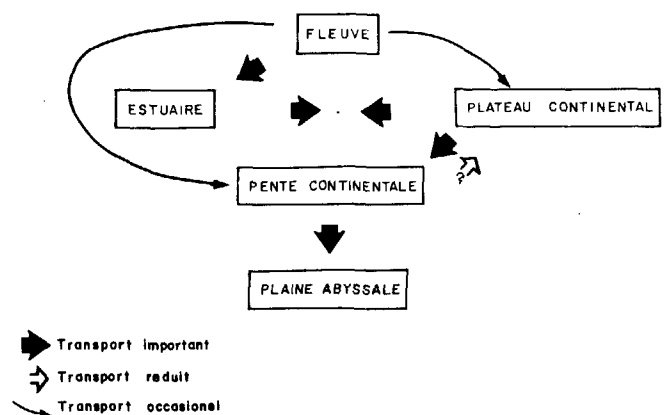 FLEUVE
ESTUAIRE
PLATEAU CONTINENTAL
?
PENTE CONTINENTALE
PLAINE ABYSSALE
Transport important
Transport reduit
Transport occasionel